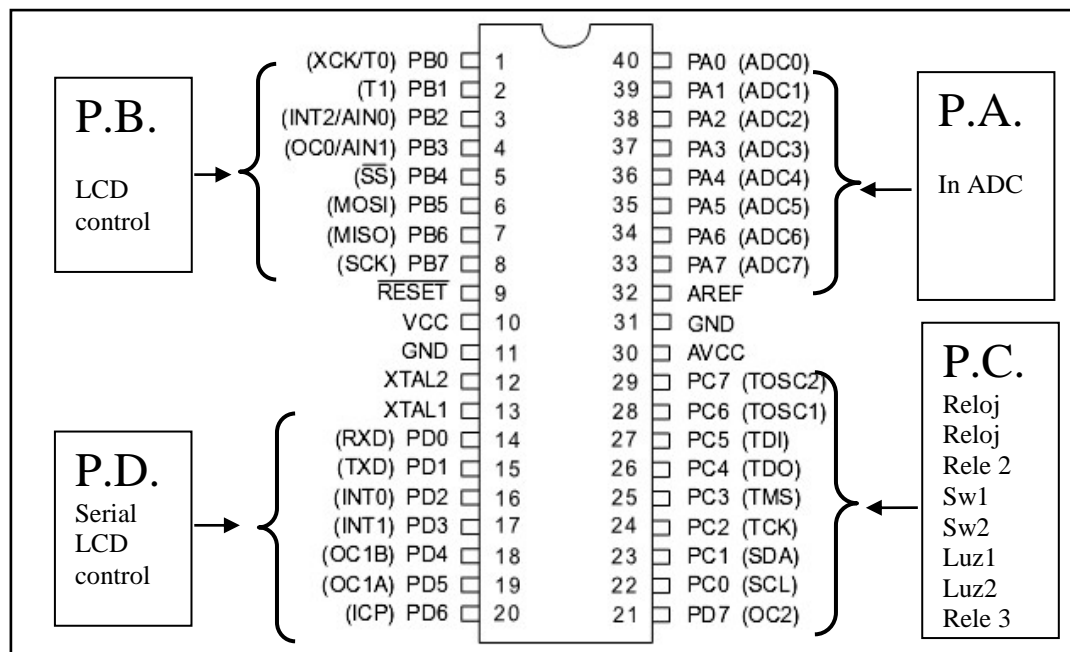 P.B.
LCD
control
P.D.
Serial
LCD
control
(XCK/T0) PB0 1
(T1) PB1 2
(INT2/AIN0) PB2 3
(OC0/AIN1) PB3 4
(SS) PB4 5
(MOSI) PB5 6
(MISO) PB6 7
(SCK) PB7 8
RESET 9
VCC 10
GND 11
XTAL2 12
XTAL1 13
(RXD) PD0 14
(TXD) PD1 15
(INT0) PD2 16
(INT1) PD3 17
(OC1B) PD4 18
(OC1A) PD5 19
(ICP) PD6 20
40 PA0 (ADC0)
39 PA1 (ADC1)
38 PA2 (ADC2)
37 PA3 (ADC3)
36 PA4 (ADC4)
35 PA5 (ADC5)
34 PA6 (ADC6)
33 PA7 (ADC7)
32 AREF
31 GND
30 AVCC
29 PC7 (TOSC2)
28 PC6 (TOSC1)
27 PC5 (TDI)
26 PC4 (TDO)
25 PC3 (TMS)
24 PC2 (TCK)
23 PC1 (SDA)
22 PC0 (SCL)
21 PD7 (OC2)
P.A.
In ADC
P.C.
Reloj
Reloj
Rele 2
Sw1
Sw2
Luz1
Luz2
Rele 3